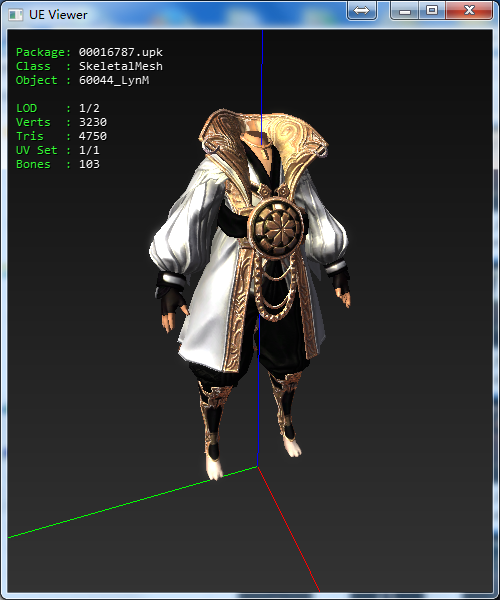 UE Viewer
Package: 00016787.upk
Class : SkeletalMesh
Object : 60044_LynM
LOD : 1/2
Verts : 3230
Tris : 4750
UV Set : 1/1
Bones : 103